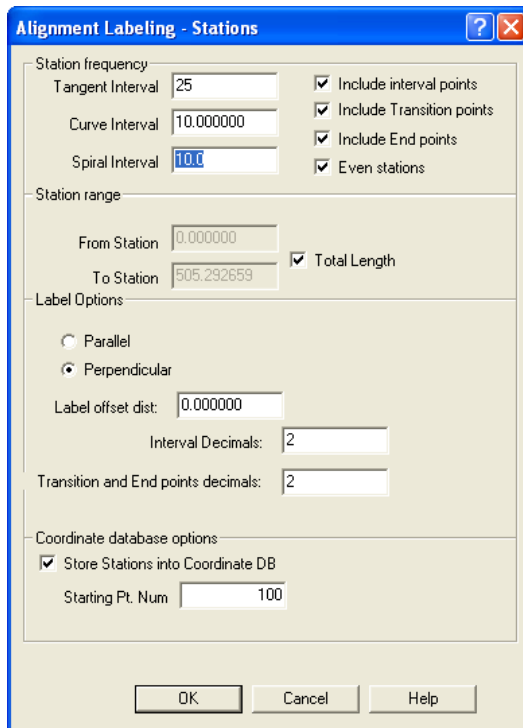 Alignment Labeling - Stations
Station frequency
Tangent Interval 25
Include interval points
Curve Interval 10.000000
Include Transition points
Spiral Interval 10.0
Include End points
Even stations
Station range
From Station 0.000000
To Station 505.292659
Total Length
Label Options
Parallel
Perpendicular
Label offset dist: 0.000000
Interval Decimals: 2
Transition and End points decimals: 2
Coordinate database options
Store Stations into Coordinate DB
Starting Pt. Num 100
OK Cancel Help